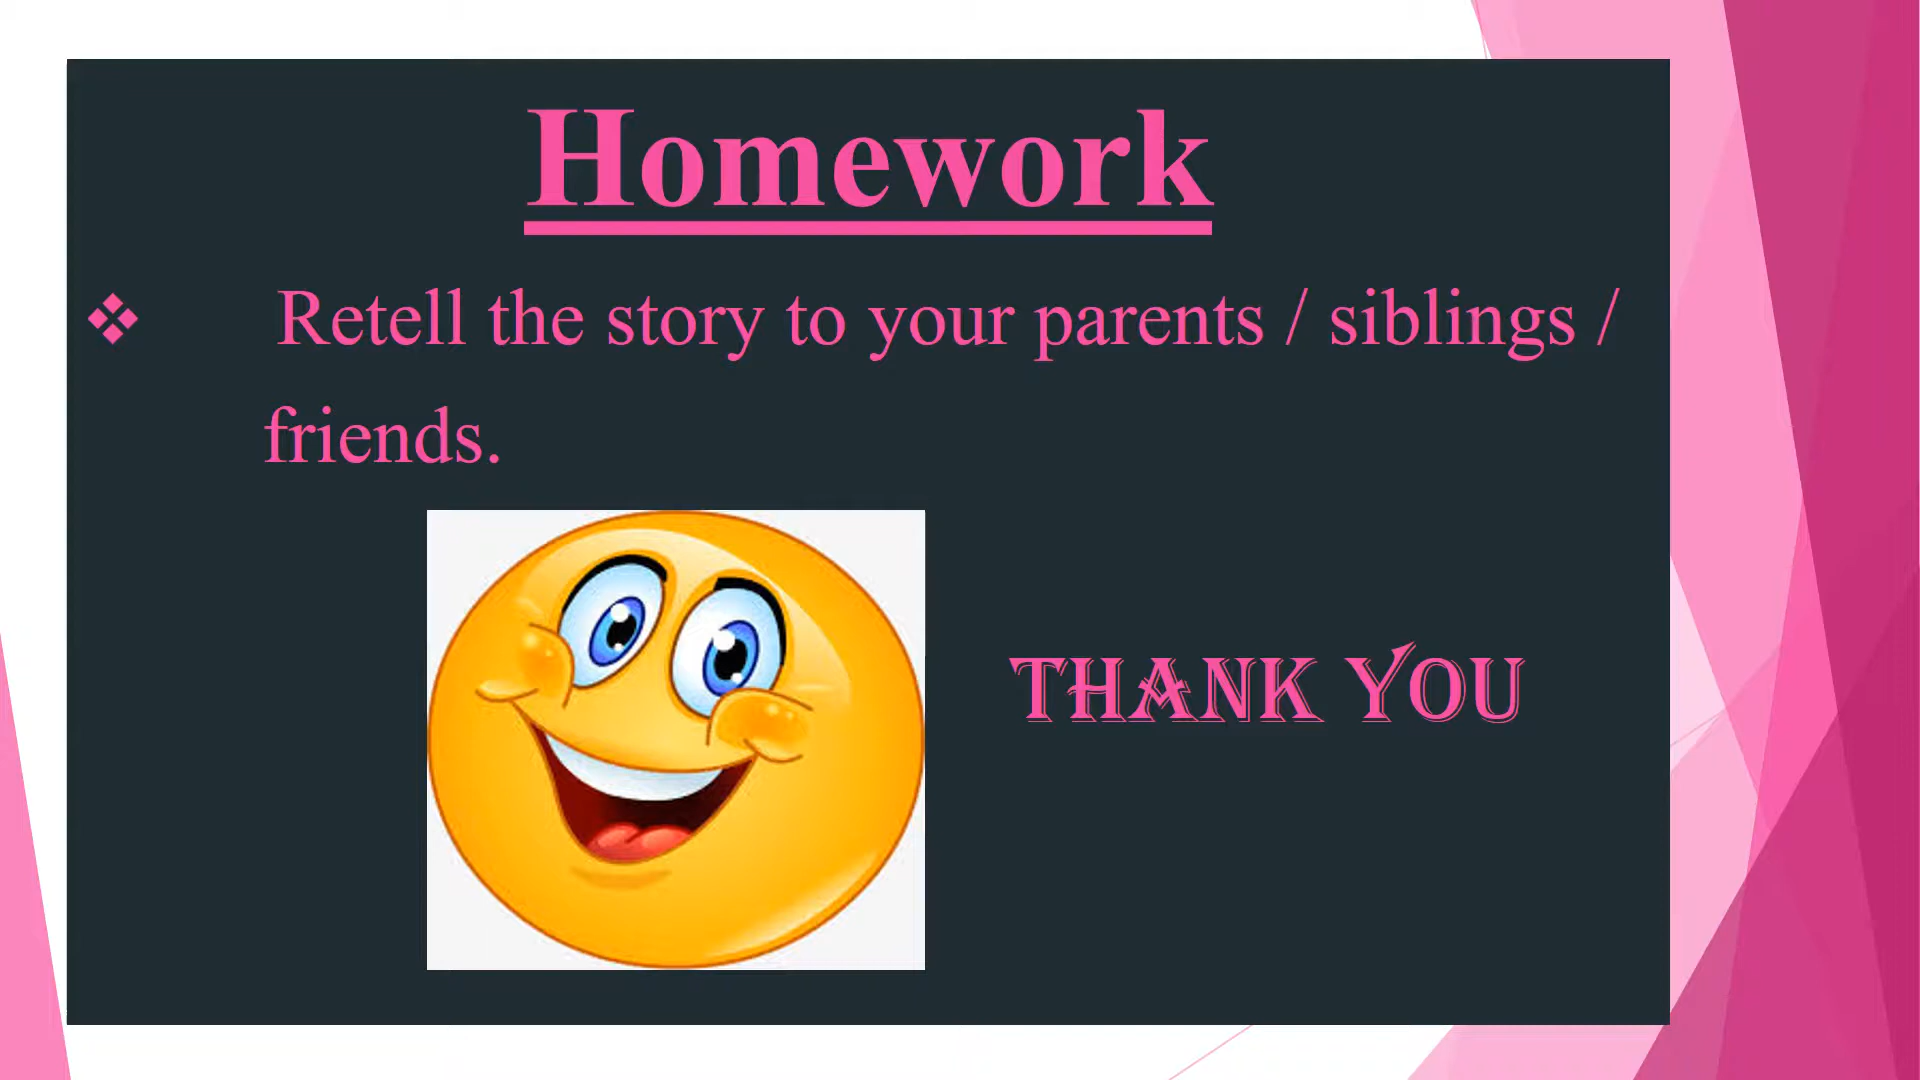 Homework
❖ Retell the story to your parents / siblings /
friends.
THANK YOU